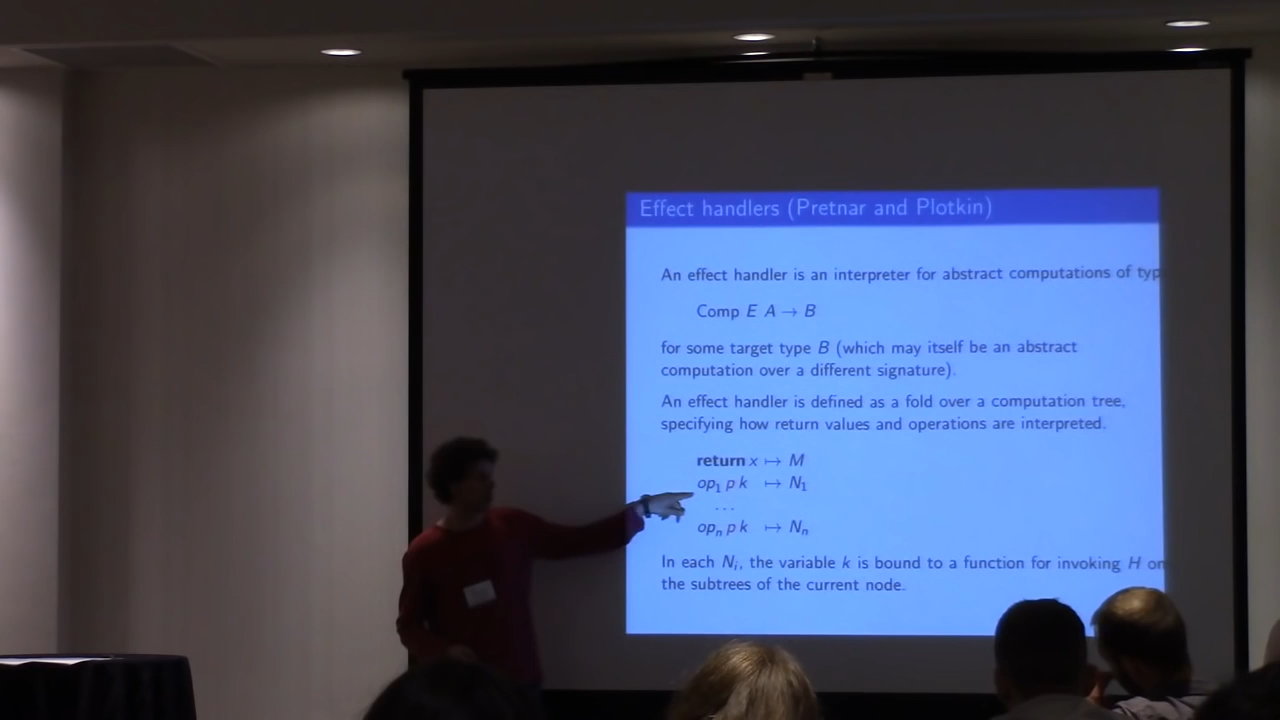 Effect handlers (Pretnar and Plotkin)
An effect handler is an interpreter for abstract computations of typ
Comp E A → B
for some target type B (which may itself be an abstract
computation over a different signature).
An effect handler is defined as a fold over a computation tree,
specifying how return values and operations are interpreted.
return x ↦ M
op₁ p k ↦ N₁
...
opₙ p k ↦ Nₙ
In each Nᵢ, the variable k is bound to a function for invoking H on
the subtrees of the current node.